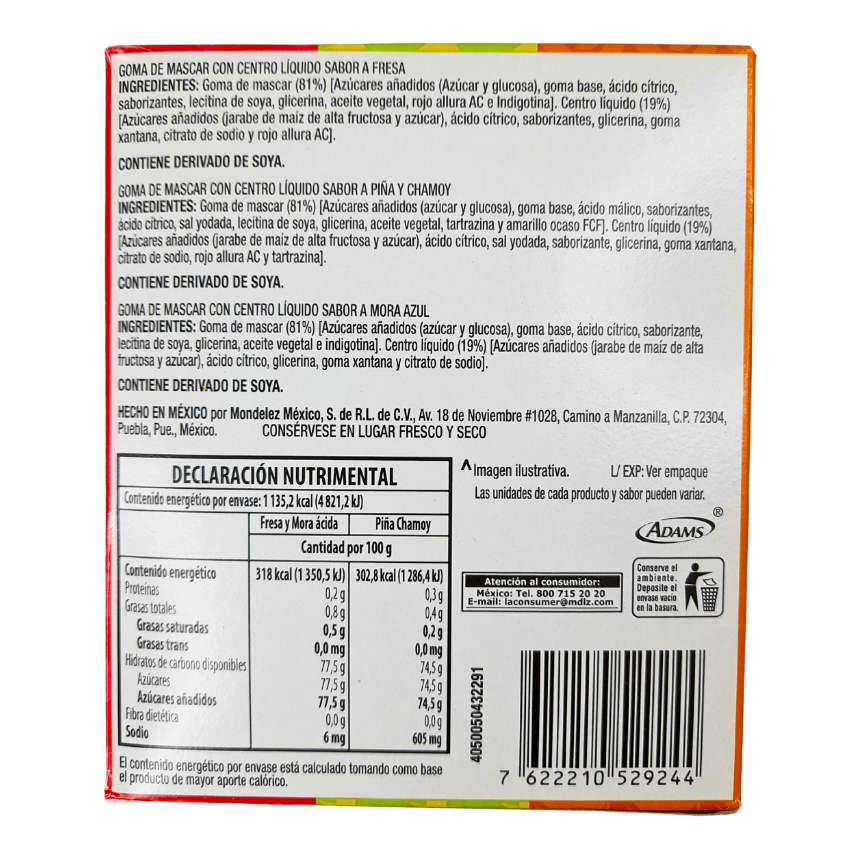 GOMA DE MASCAR CON CENTRO LÍQUIDO SABOR A FRESA
INGREDIENTES: Goma de mascar (81%) [Azúcares añadidos (Azúcar y glucosa), goma base, ácido cítrico,
saborizantes, lecitina de soya, glicerina, aceite vegetal, rojo allura AC e Indigotina]. Centro líquido (19%)
[Azúcares añadidos (jarabe de maíz de alta fructosa y azúcar), ácido cítrico, saborizantes, glicerina, goma
xantana, citrato de sodio y rojo allura AC].
CONTIENE DERIVADO DE SOYA.
GOMA DE MASCAR CON CENTRO LÍQUIDO SABOR A PIÑA Y CHAMOY
INGREDIENTES: Goma de mascar (81%) [Azúcares añadidos (azúcar y glucosa), goma base, ácido málico, saborizantes,
ácido cítrico, sal yodada, lecitina de soya, glicerina, aceite vegetal, tartrazina y amarillo ocaso FCF]. Centro líquido (19%)
[Azúcares añadidos (jarabe de maíz de alta fructosa y azúcar), ácido cítrico, sal yodada, saborizante, glicerina, goma xantana,
citrato de sodio, rojo allura AC y tartrazina].
CONTIENE DERIVADO DE SOYA.
GOMA DE MASCAR CON CENTRO LÍQUIDO SABOR A MORA AZUL
INGREDIENTES: Goma de mascar (81%) [Azúcares añadidos (azúcar y glucosa), goma base, ácido cítrico, saborizante,
lecitina de soya, glicerina, aceite vegetal e indigotina]. Centro líquido (19%) [Azúcares añadidos (jarabe de maíz de alta
fructosa y azúcar), ácido cítrico, glicerina, goma xantana y citrato de sodio].
CONTIENE DERIVADO DE SOYA.
HECHO EN MÉXICO por Mondelez México, S. de R.L. de C.V., Av. 18 de Noviembre #1028, Camino a Manzanilla, C.P. 72304,
Puebla, Pue., México. CONSÉRVESE EN LUGAR FRESCO Y SECO
DECLARACIÓN NUTRIMENTAL
Contenido energético por envase: 1 135,2 kcal (4 821,2 kJ)
Fresa y Mora ácida Piña Chamoy
Cantidad por 100 g
Contenido energético 318 kcal (1 350,5 kJ) 302,8 kcal (1 286,4 kJ)
Proteínas 0,2 g 0,3 g
Grasas totales 0,8 g 0,4 g
Grasas saturadas 0,5 g 0,2 g
Grasas trans 0,0 mg 0,0 mg
Hidratos de carbono disponibles 77,5 g 74,5 g
Azúcares 77,5 g 74,5 g
Azúcares añadidos 77,5 g 74,5 g
Fibra dietética 0,0 g 0,0 g
Sodio 6 mg 605 mg
El contenido energético por envase está calculado tomando como base
el producto de mayor aporte calórico.
^Imagen ilustrativa. L/ EXP: Ver empaque
Las unidades de cada producto y sabor pueden variar.
ADAMS®
Atención al consumidor:
México: Tel. 800 715 20 20
E-mail: laconsumer@mdlz.com
Conserve el
ambiente.
Deposite el
envase vacío
en la basura.
4050050432291
7 622210 529244